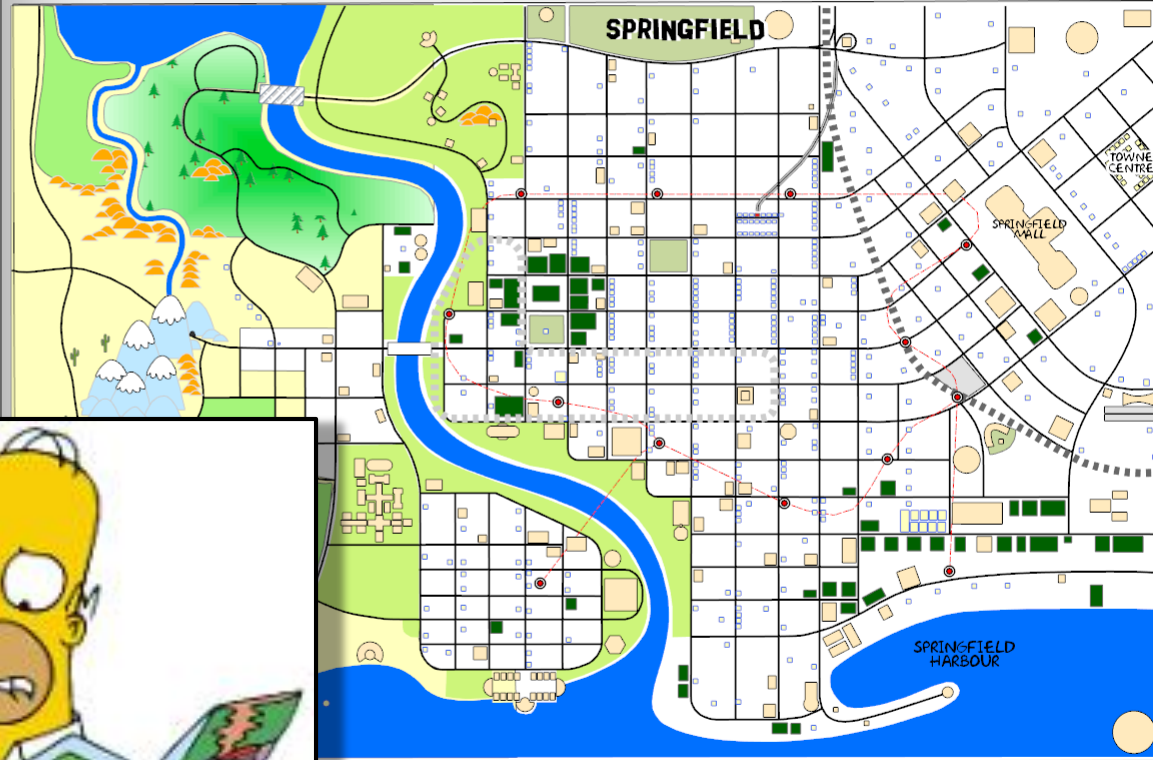 SPRINGFIELD
TOWNE
CENTRE
SPRINGFIELD
MALL
SPRINGFIELD
HARBOUR